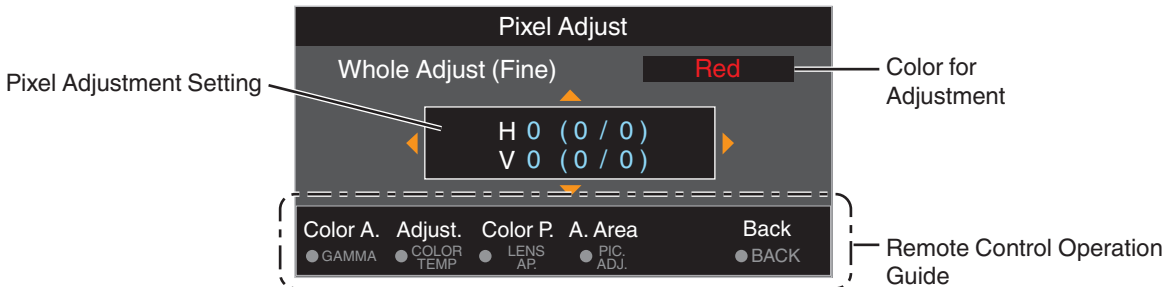 Pixel Adjust
Whole Adjust (Fine) Red
Pixel Adjustment Setting
Color for
Adjustment
H 0 (0 / 0)
V 0 (0 / 0)
Color A. Adjust. Color P. A. Area Back
GAMMA COLOR TEMP LENS AP. PIC. ADJ. BACK
Remote Control Operation
Guide